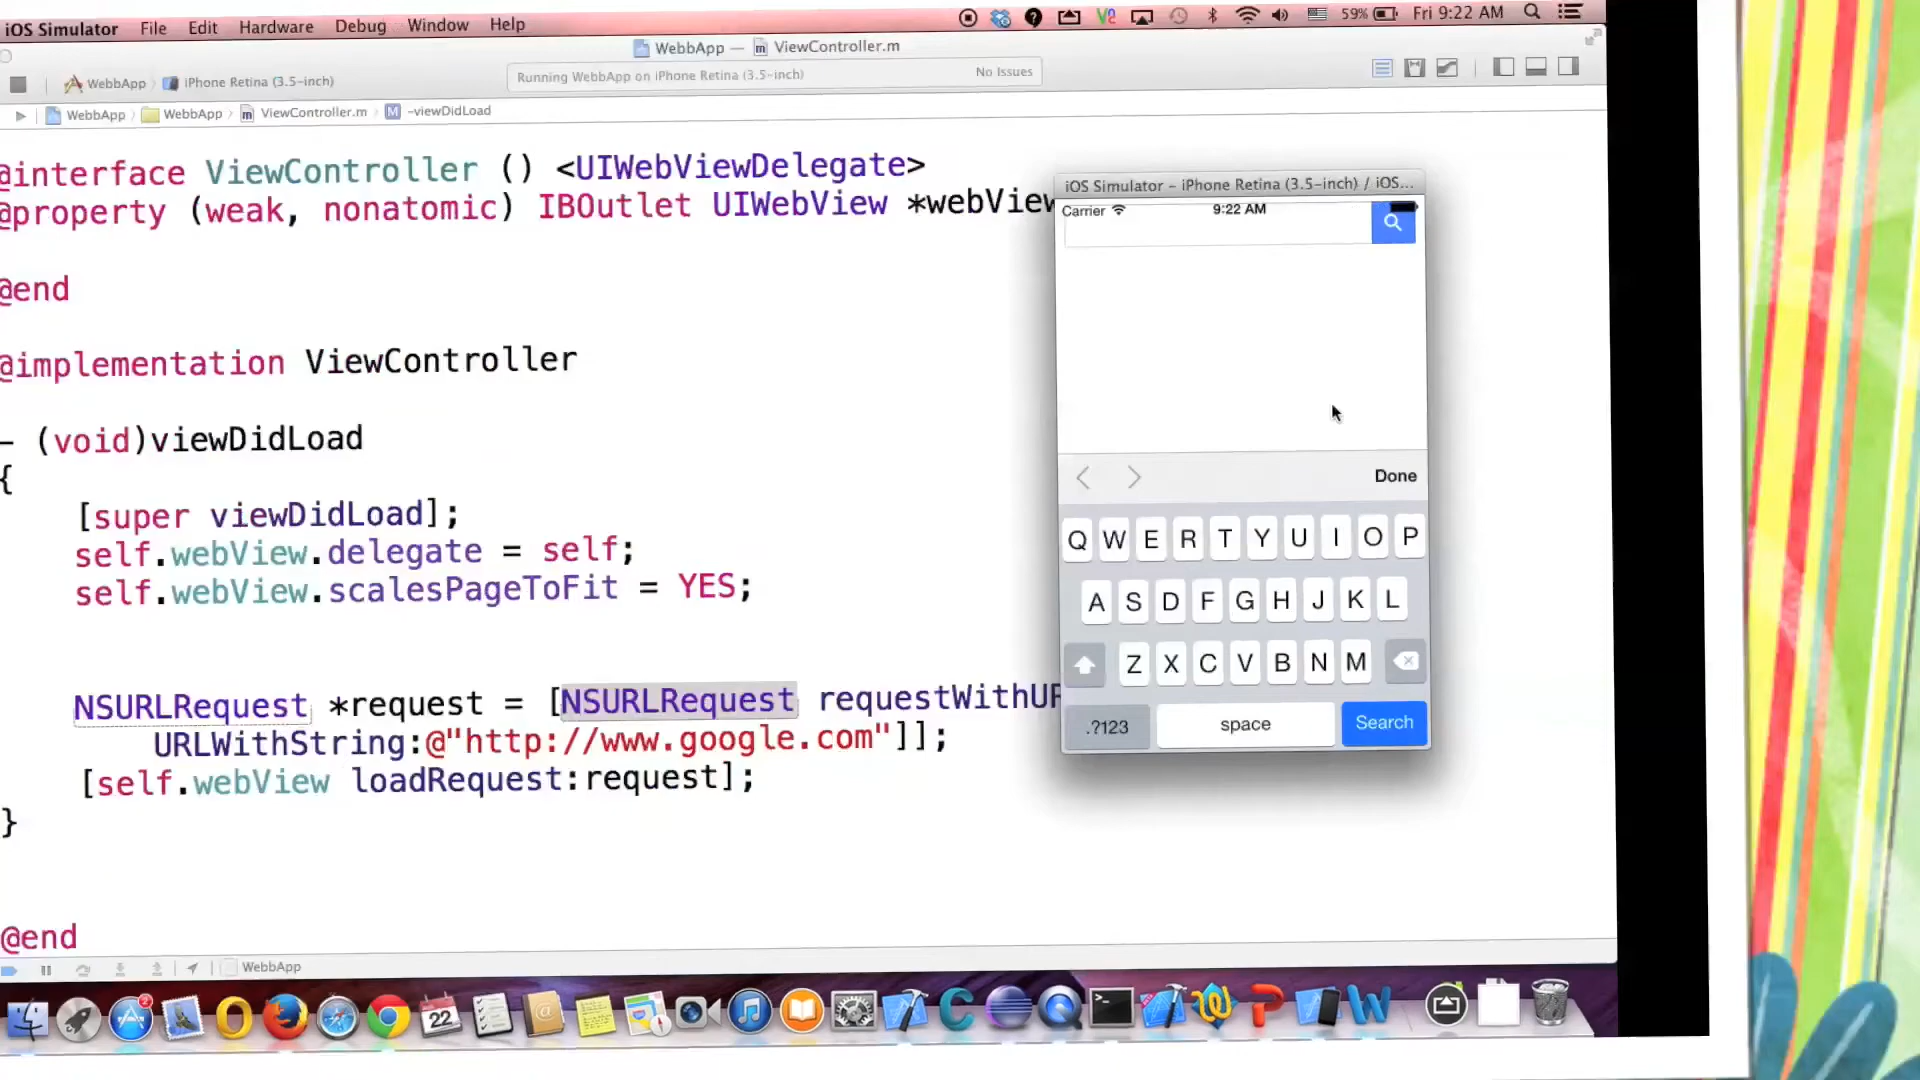 iOS Simulator File Edit Hardware Debug Window Help
59% Fri 9:22 AM
WebbApp — ViewController.m
WebbApp iPhone Retina (3.5-inch)
Running WebbApp on iPhone Retina (3.5-inch) No Issues
WebbApp WebbApp ViewController.m M -viewDidLoad
@interface ViewController () <UIWebViewDelegate>
@property (weak, nonatomic) IBOutlet UIWebView *webView
@end
@implementation ViewController
- (void)viewDidLoad
{
[super viewDidLoad];
self.webView.delegate = self;
self.webView.scalesPageToFit = YES;
NSURLRequest *request = [NSURLRequest requestWithUR
URLWithString:@"http://www.google.com"]];
[self.webView loadRequest:request];
}
@end
WebbApp
iOS Simulator - iPhone Retina (3.5-inch) / iOS...
Carrier 9:22 AM
Done
Q W E R T Y U I O P
A S D F G H J K L
Z X C V B N M
.?123 space Search
2
22